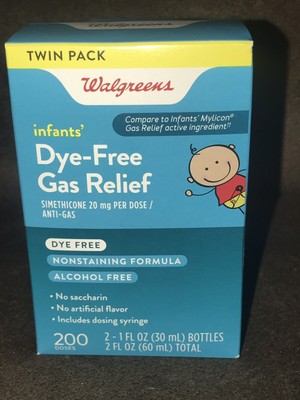 TWIN PACK
Walgreens
Compare to Infants' Mylicon®
Gas Relief active ingredient††
infants'
Dye-Free
Gas Relief
SIMETHICONE 20 mg PER DOSE /
ANTI-GAS
DYE FREE
NONSTAINING FORMULA
ALCOHOL FREE
• No saccharin
• No artificial flavor
• Includes dosing syringe
200
DOSES
2 - 1 FL OZ (30 mL) BOTTLES
2 FL OZ (60 mL) TOTAL